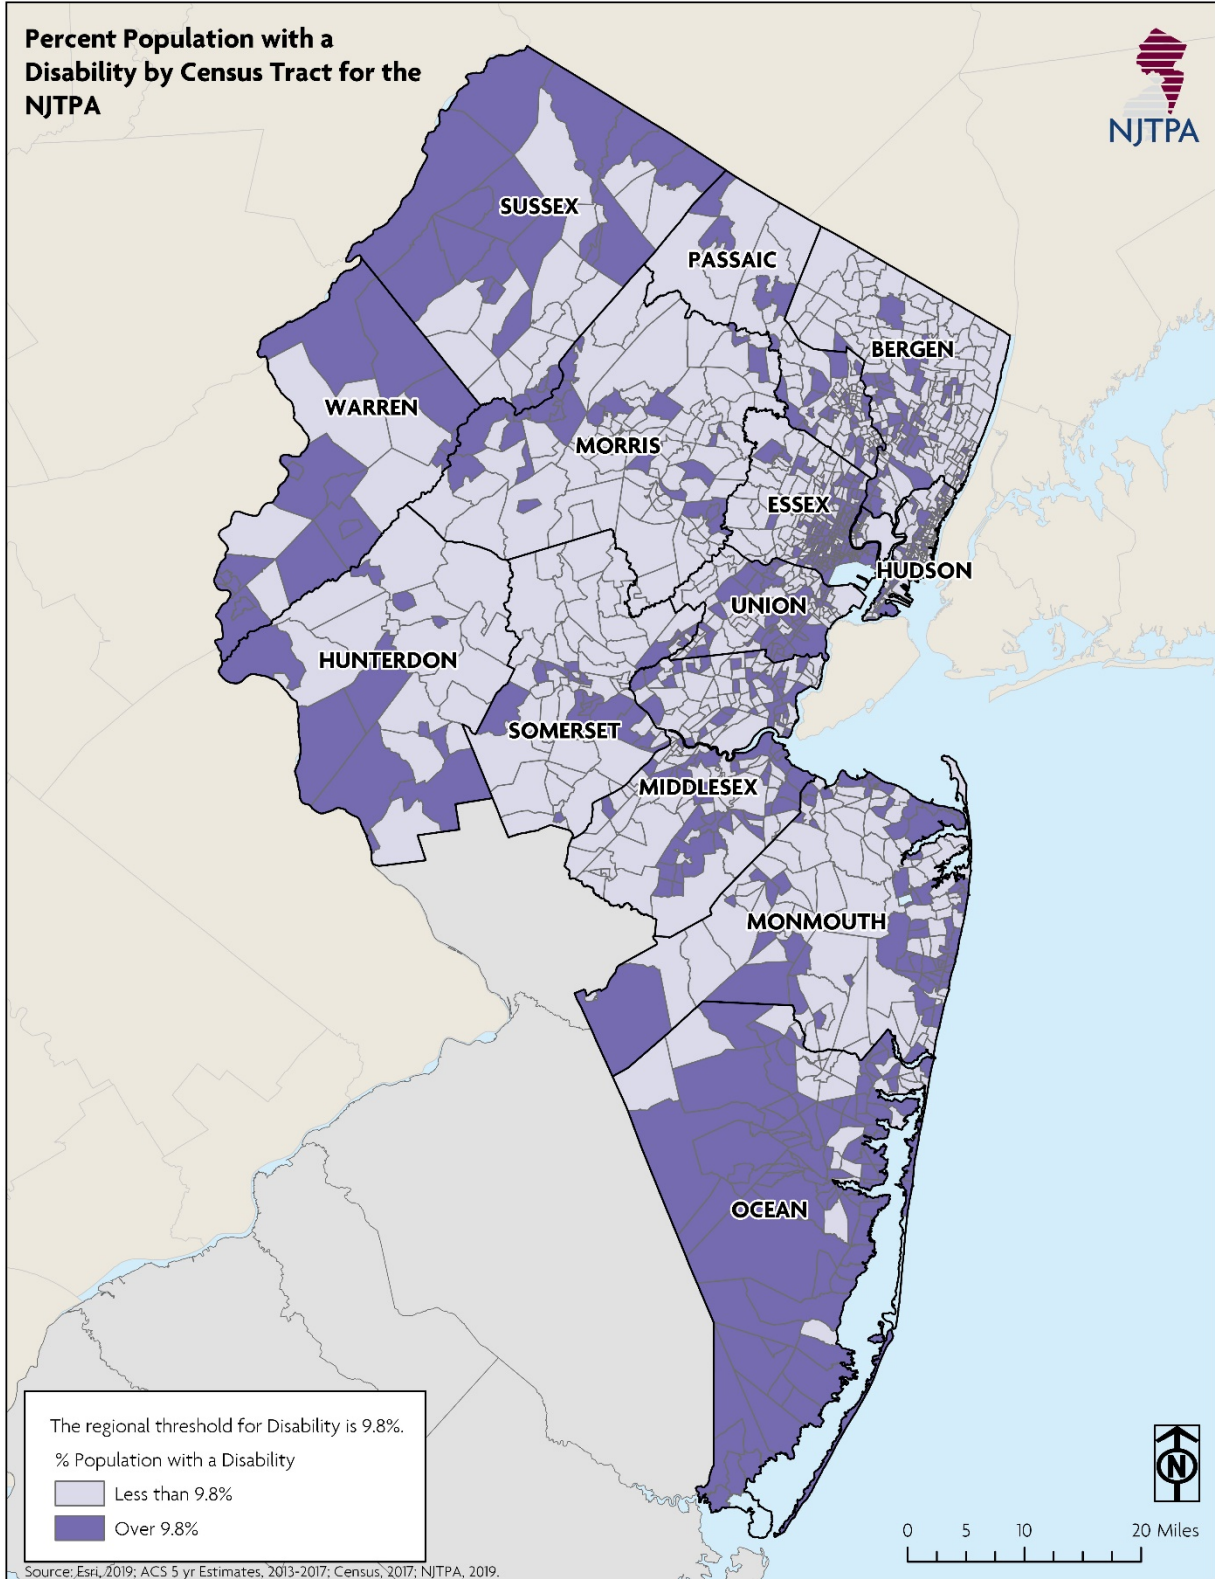 Percent Population with a
Disability by Census Tract for the
NJTPA
NJTPA
SUSSEX
PASSAIC
BERGEN
WARREN
MORRIS
ESSEX
HUDSON
UNION
HUNTERDON
SOMERSET
MIDDLESEX
MONMOUTH
OCEAN
The regional threshold for Disability is 9.8%.
% Population with a Disability
Less than 9.8%
Over 9.8%
N
0 5 10 20 Miles
Source: Esri, 2019; ACS 5 yr Estimates, 2013-2017; Census, 2017; NJTPA, 2019.